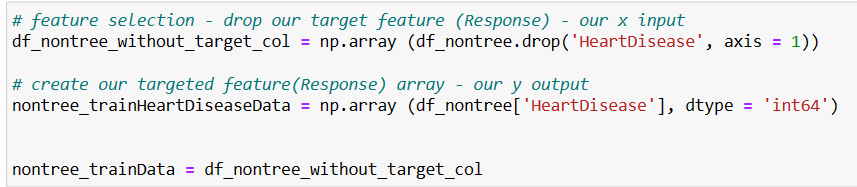 # feature selection - drop our target feature (Response) - our x input
df_nontree_without_target_col = np.array (df_nontree.drop('HeartDisease', axis = 1))
# create our targeted feature(Response) array - our y output
nontree_trainHeartDiseaseData = np.array (df_nontree['HeartDisease'], dtype = 'int64')
nontree_trainData = df_nontree_without_target_col